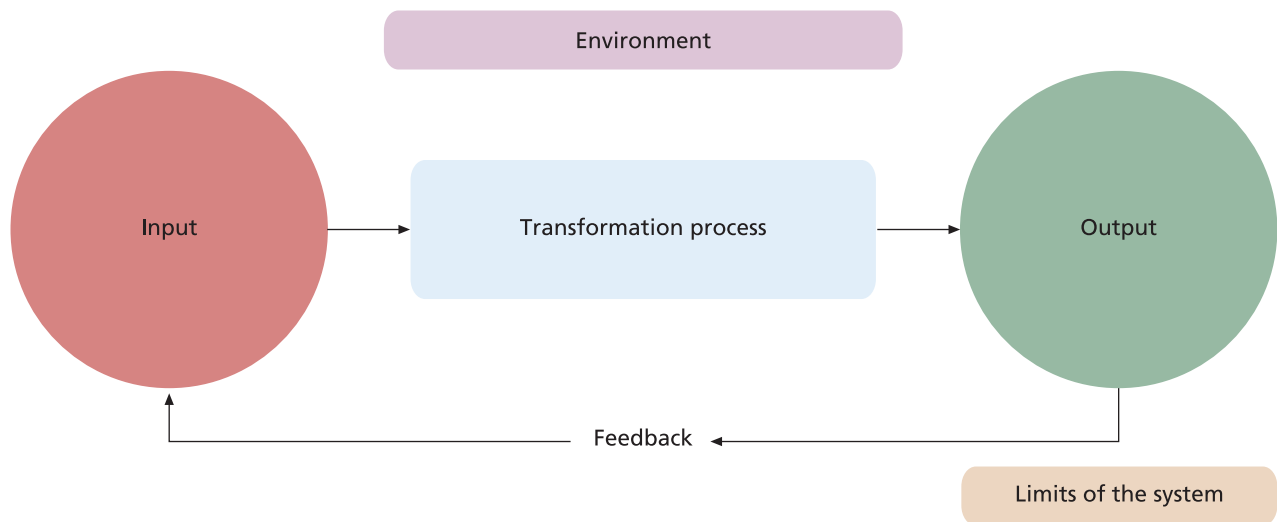 Environment
Input
Transformation process
Output
Feedback
Limits of the system